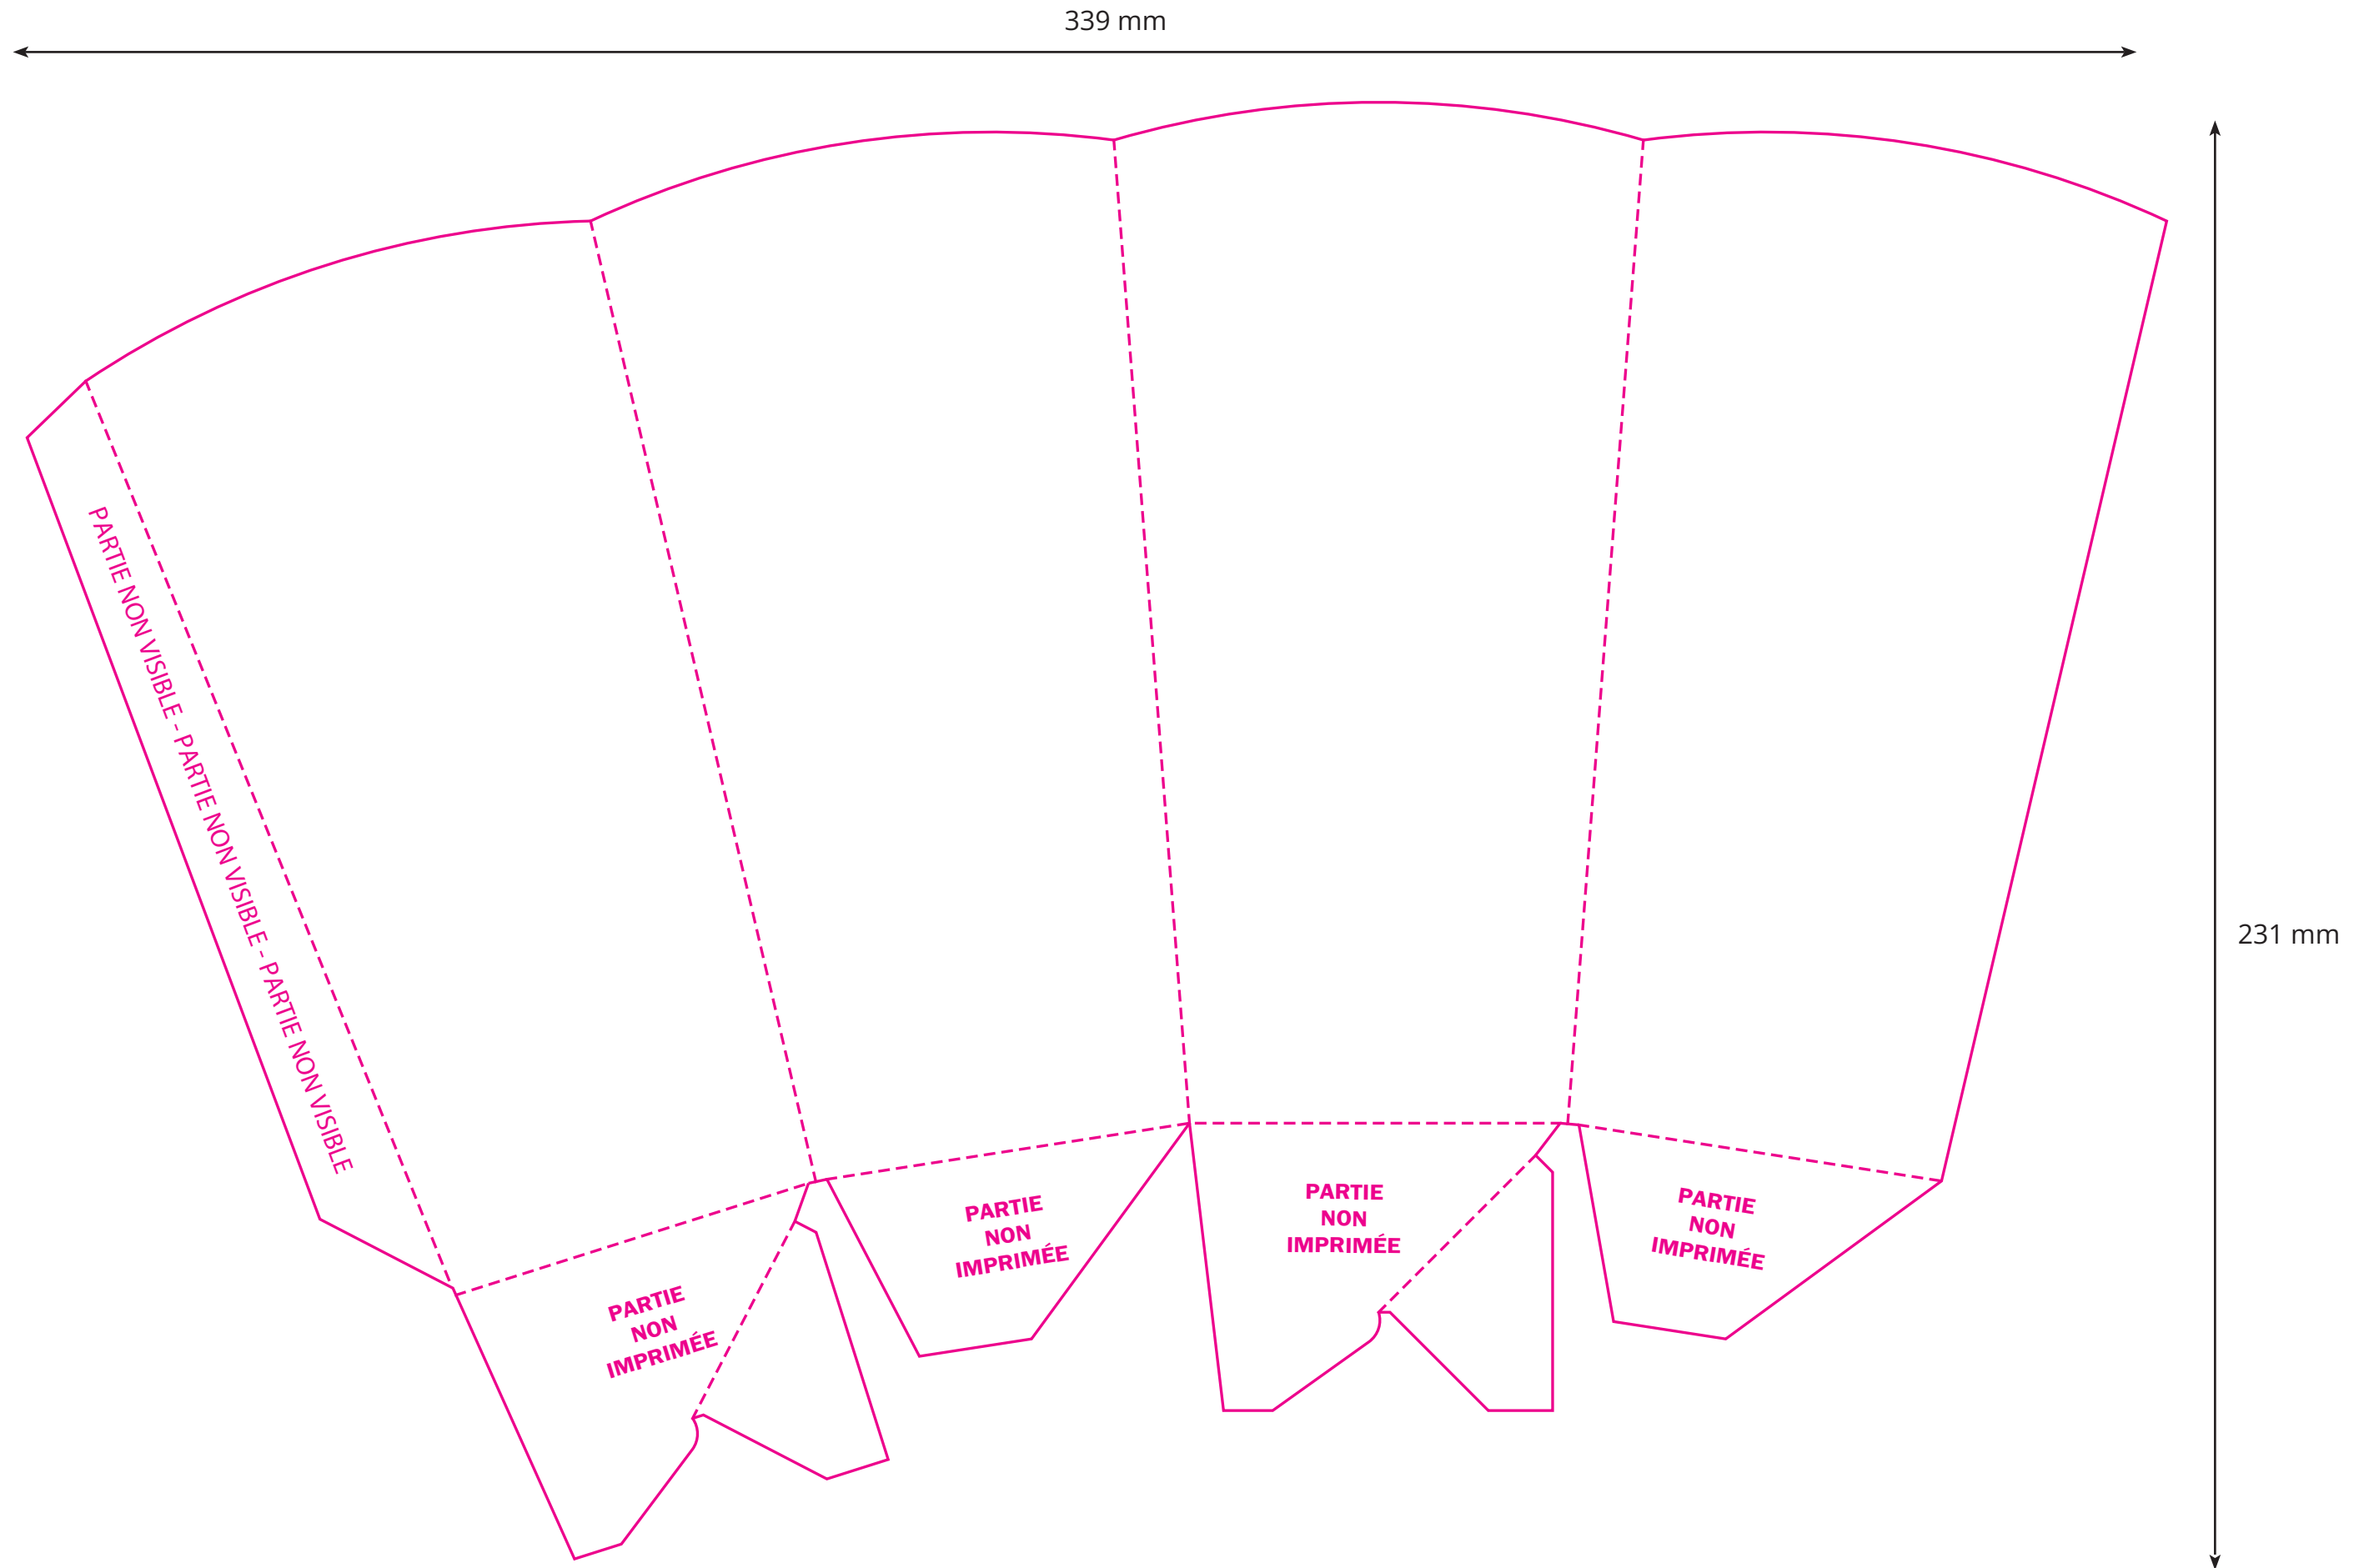 339 mm
PARTIE NON VISIBLE - PARTIE NON VISIBLE - PARTIE NON VISIBLE
231 mm
PARTIE
NON
IMPRIMÉE
PARTIE
NON
IMPRIMÉE
PARTIE
NON
IMPRIMÉE
PARTIE
NON
IMPRIMÉE